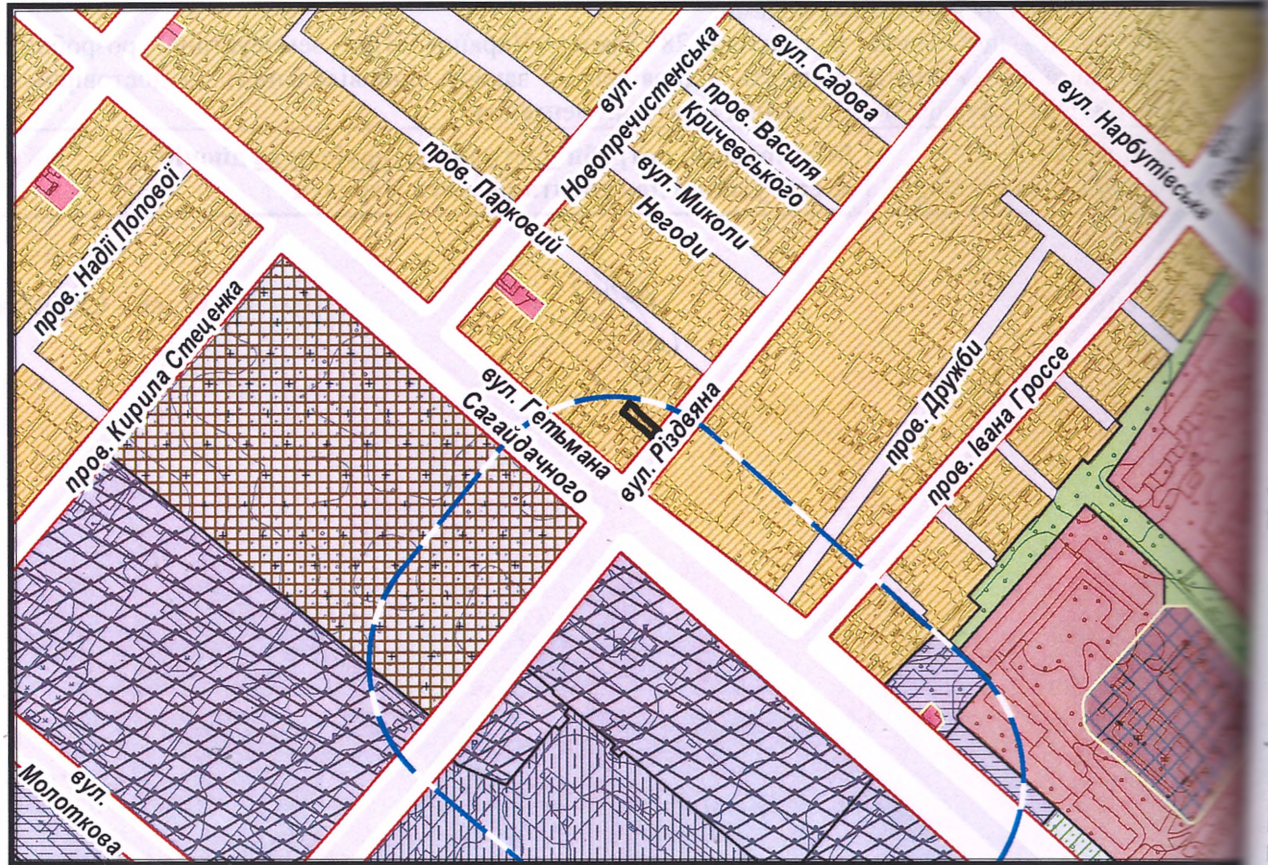 вул. Садова
вул.
Новопречистенська
пров. Василя
Кричевського
вул. Нарбутівська
вул. Миколи
Негоди
пров. Парковий
пров. Надії Попової
пров. Кирила Стеценка
вул. Гетьмана
Сагайдачного
вул. Різдвяна
пров. Дружби
пров. Івана Гроссе
вул.
Молоткова